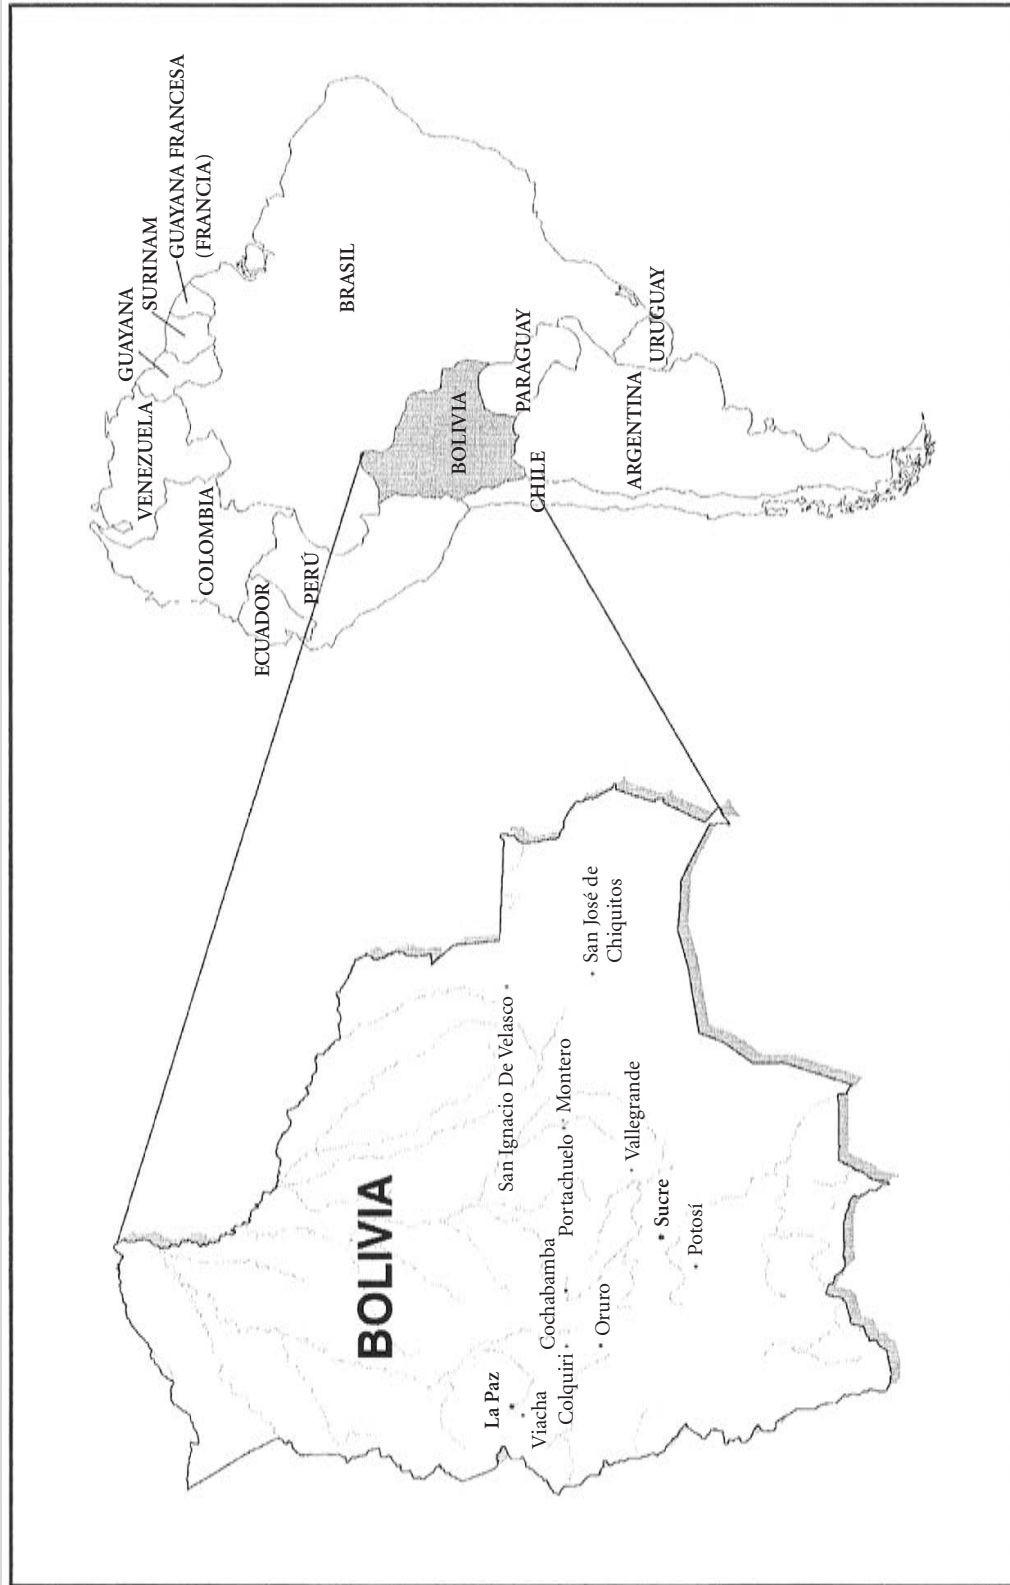 BOLIVIA
La Paz
Viacha
Colquiri
Cochabamba
Oruro
Portachuelo
Montero
San Ignacio De Velasco
San José de
Chiquitos
Vallegrande
Sucre
Potosí
VENEZUELA
GUAYANA
SURINAM
GUAYANA FRANCESA
(FRANCIA)
COLOMBIA
ECUADOR
PERÚ
BRASIL
BOLIVIA
PARAGUAY
CHILE
ARGENTINA
URUGUAY